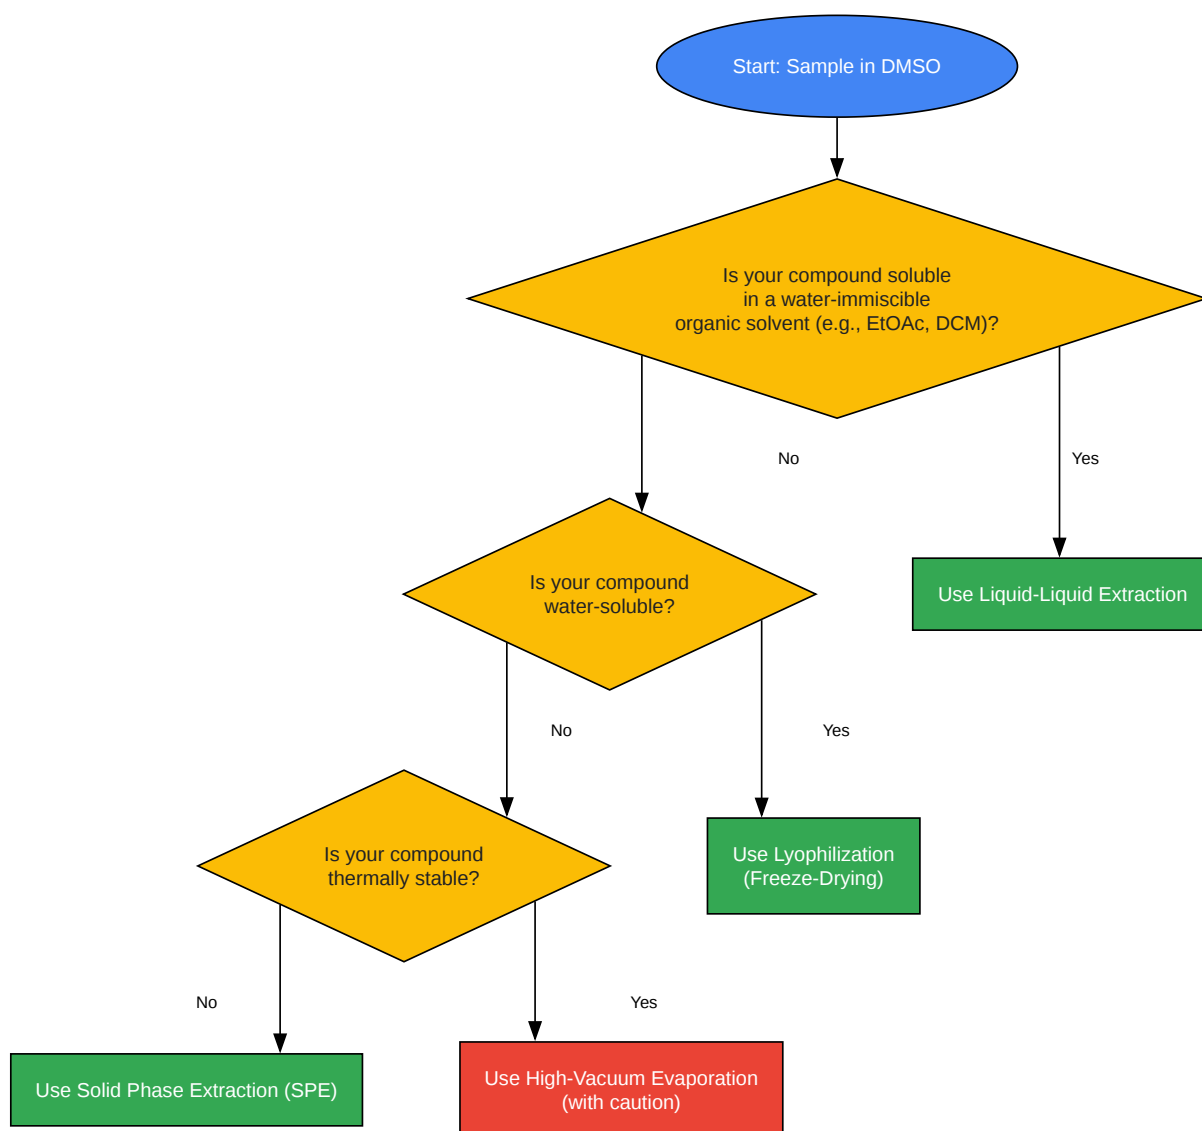 Start: Sample in DMSO
Is your compound soluble
in a water-immiscible
organic solvent (e.g., EtOAc, DCM)?
No
Yes
Is your compound
water-soluble?
Use Liquid-Liquid Extraction
No
Yes
Is your compound
thermally stable?
Use Lyophilization
(Freeze-Drying)
No
Yes
Use Solid Phase Extraction (SPE)
Use High-Vacuum Evaporation
(with caution)